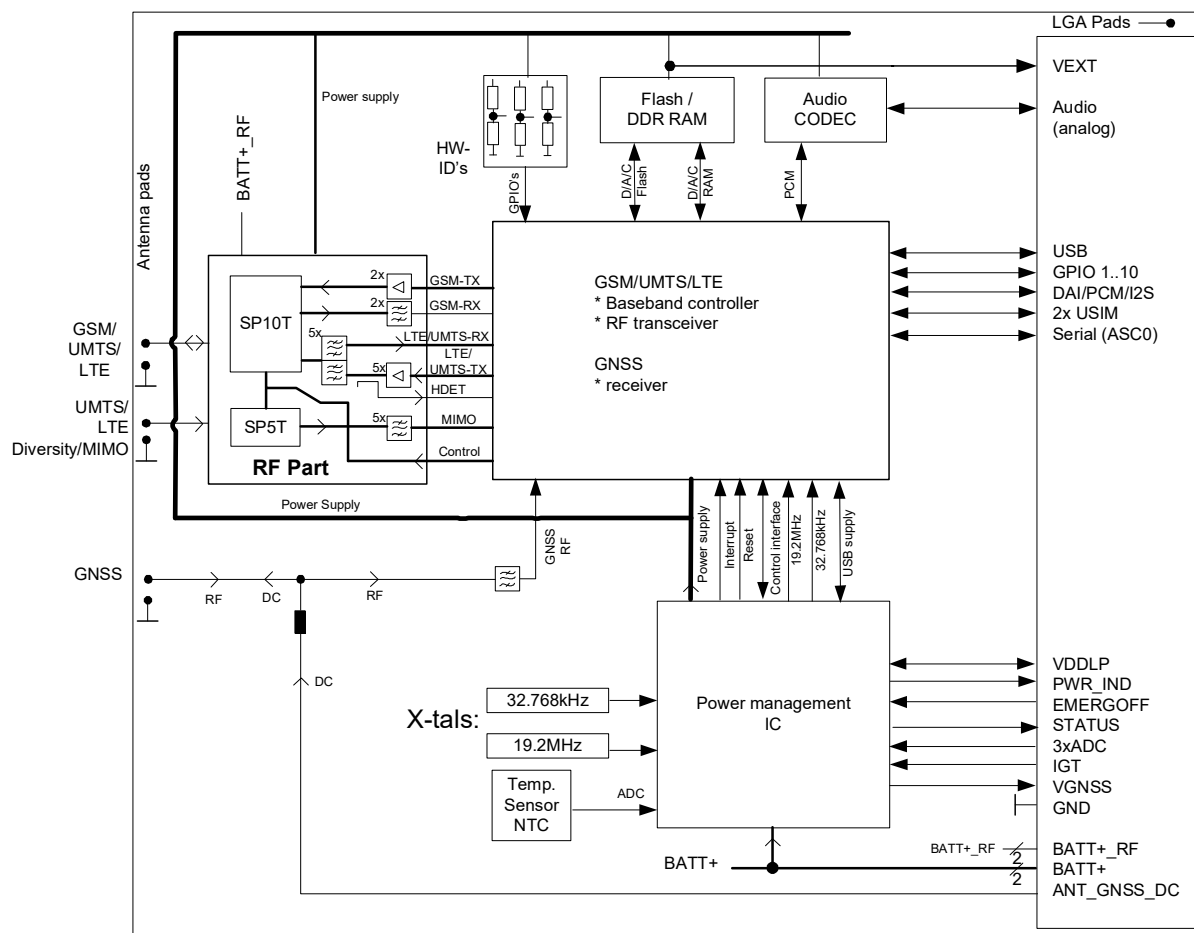 LGA Pads
VEXT
Audio
(analog)
Power supply
Flash /
DDR RAM
Audio
CODEC
HW-
ID's
BATT+_RF
Antenna pads
GPIO's
D/A/C
Flash
D/A/C
RAM
PCM
USB
GPIO 1..10
DAI/PCM/I2S
2x USIM
Serial (ASC0)
GSM/UMTS/LTE
* Baseband controller
* RF transceiver
GNSS
* receiver
SP10T
2x
GSM-TX
2x
GSM-RX
5x
LTE/UMTS-RX
LTE/
UMTS-TX
5x
HDET
SP5T
5x
MIMO
Control
RF Part
GSM/
UMTS/
LTE
UMTS/
LTE
Diversity/MIMO
Power Supply
GNSS
RF
Power supply
Interrupt
Reset
Control interface
19.2MHz
32.768kHz
USB supply
GNSS
RF
DC
RF
DC
X-tals:
32.768kHz
19.2MHz
Temp.
Sensor
NTC
ADC
Power management
IC
VDDLP
PWR_IND
EMERGOFF
STATUS
3xADC
IGT
VGNSS
GND
BATT+
BATT+_RF
2
BATT+_RF
2
BATT+
ANT_GNSS_DC